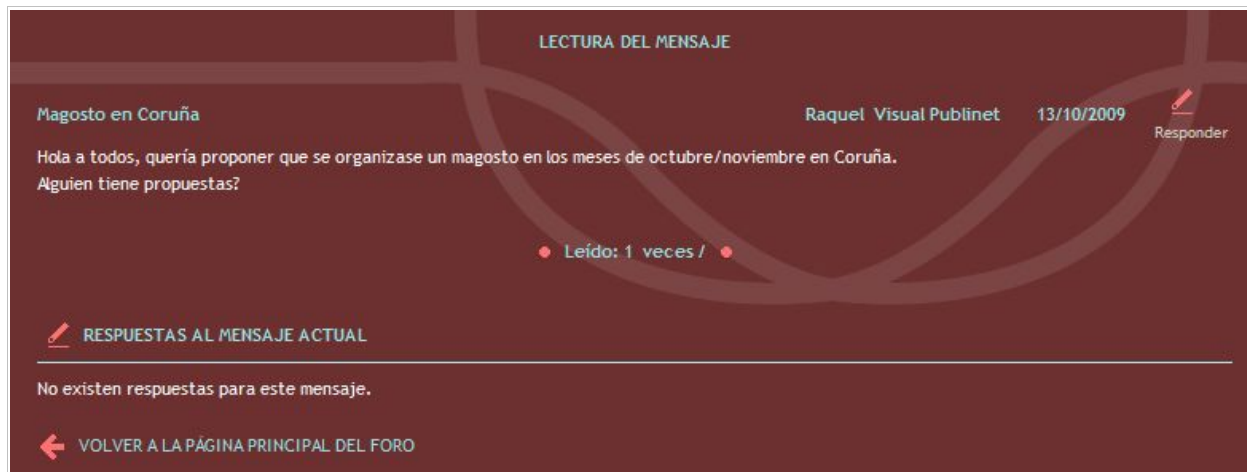 LECTURA DEL MENSAJE
Magosto en Coruña Raquel Visual Publinet 13/10/2009
Responder
Hola a todos, quería proponer que se organizase un magosto en los meses de octubre/noviembre en Coruña.
Alguien tiene propuestas?
Leído: 1 veces /
RESPUESTAS AL MENSAJE ACTUAL
No existen respuestas para este mensaje.
VOLVER A LA PÁGINA PRINCIPAL DEL FORO